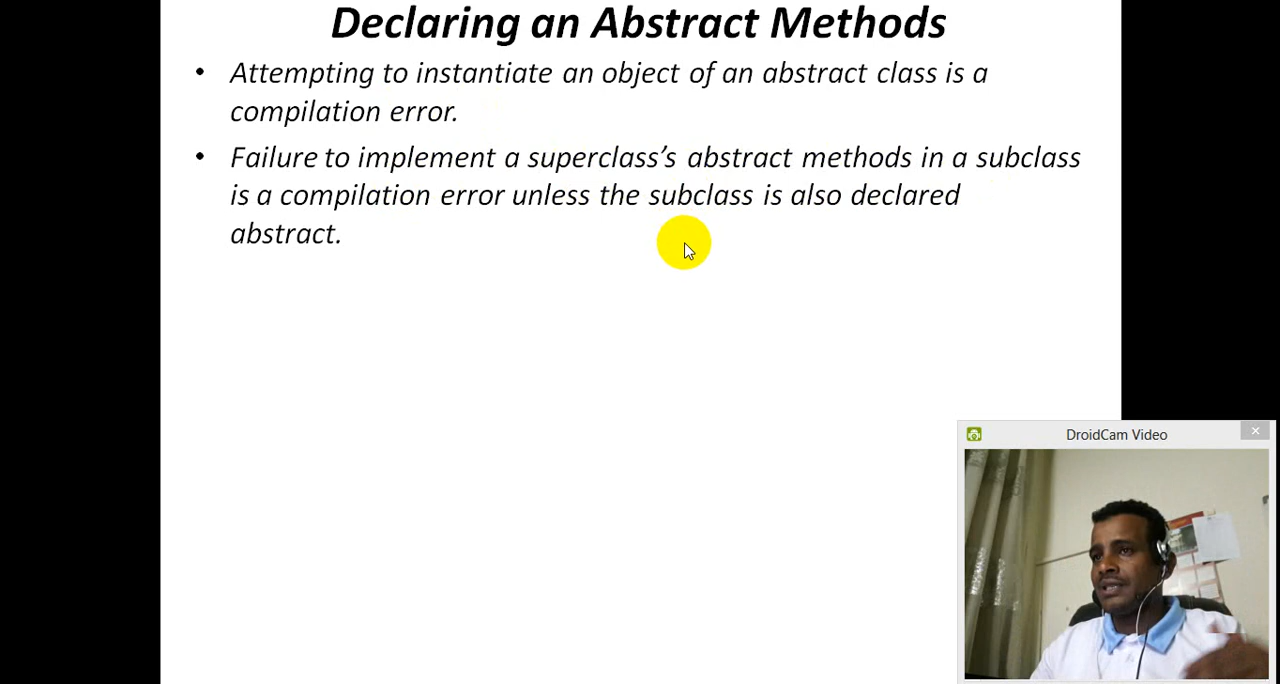 Declaring an Abstract Methods
• Attempting to instantiate an object of an abstract class is a
compilation error.
• Failure to implement a superclass’s abstract methods in a subclass
is a compilation error unless the subclass is also declared
abstract.
DroidCam Video